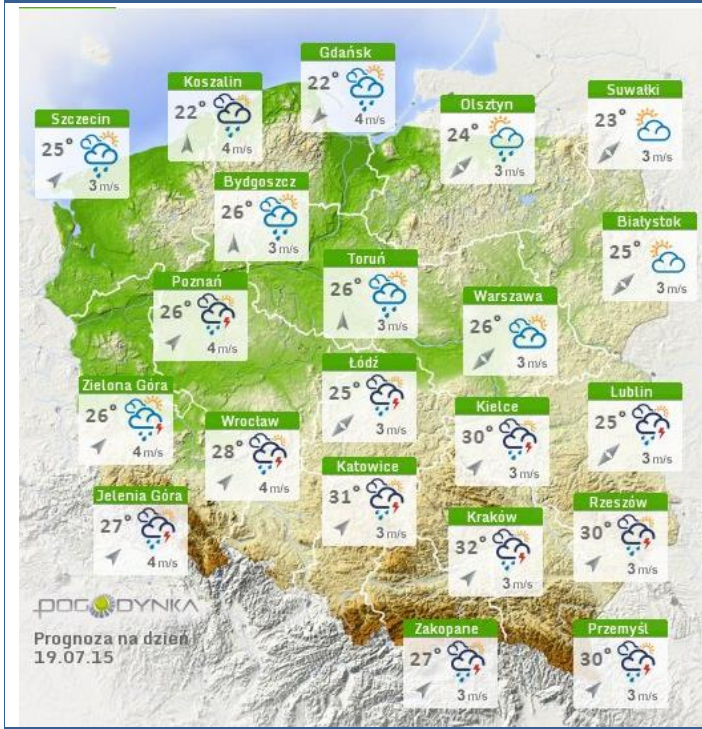 Gdańsk
22°
4 m/s
Koszalin
22°
4 m/s
Suwałki
23°
3 m/s
Olsztyn
24°
3 m/s
Szczecin
25°
3 m/s
Bydgoszcz
26°
3 m/s
Białystok
25°
3 m/s
Toruń
26°
3 m/s
Poznań
26°
4 m/s
Warszawa
26°
3 m/s
Łódź
25°
3 m/s
Zielona Góra
26°
4 m/s
Lublin
25°
3 m/s
Kielce
30°
3 m/s
Wrocław
28°
4 m/s
Katowice
31°
3 m/s
Jelenia Góra
27°
4 m/s
Rzeszów
30°
3 m/s
Kraków
32°
3 m/s
POGODYNKA
Prognoza na dzień
19.07.15
Zakopane
27°
3 m/s
Przemyśl
30°
3 m/s